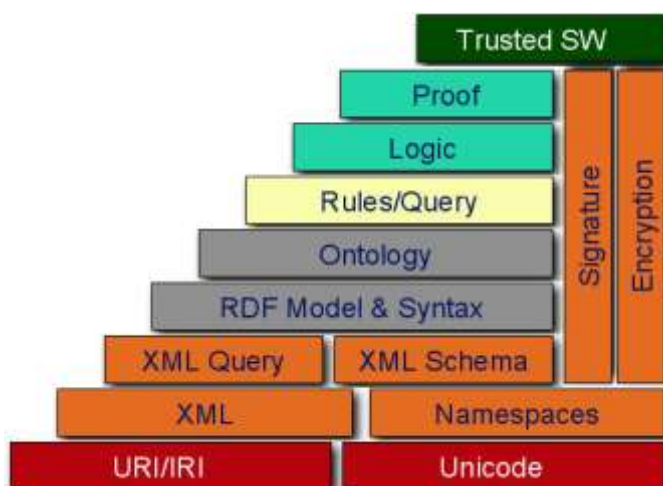 Trusted SW
Proof
Logic
Rules/Query
Ontology
RDF Model & Syntax
XML Query
XML Schema
Signature
Encryption
XML
Namespaces
URI/IRI
Unicode